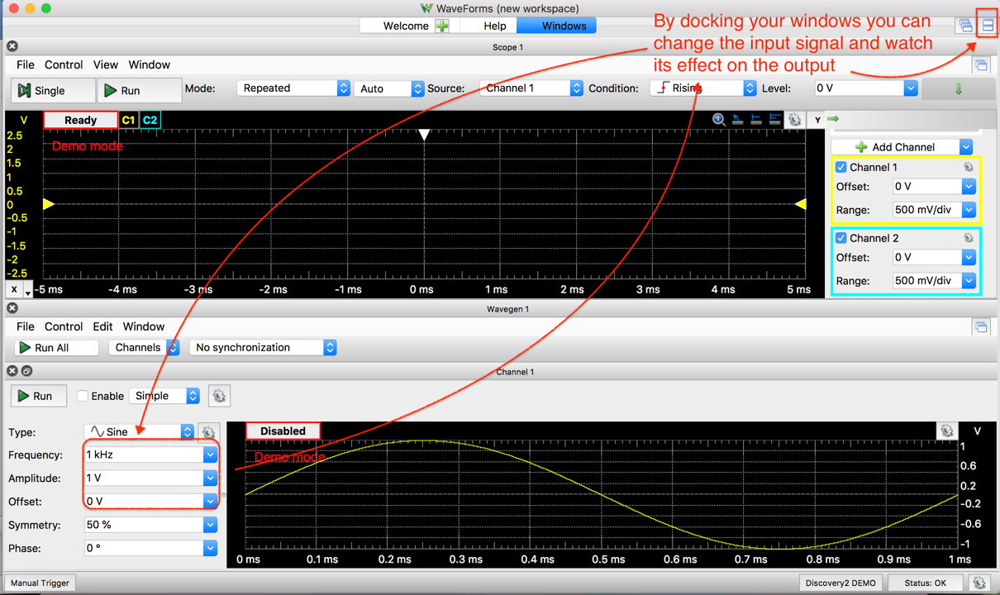 WaveForms (new workspace)
Welcome Help Windows
By docking your windows you can
change the input signal and watch
its effect on the output
Scope 1
File Control View Window
Single Run Mode: Repeated Auto Source: Channel 1 Condition: Rising Level: 0 V
V Ready C1 C2 Y
Demo mode
2.5
2
1.5
1
0.5
0
-0.5
-1
-1.5
-2
-2.5
X -5 ms -4 ms -3 ms -2 ms -1 ms 0 ms 1 ms 2 ms 3 ms 4 ms 5 ms
Add Channel
Channel 1
Offset: 0 V
Range: 500 mV/div
Channel 2
Offset: 0 V
Range: 500 mV/div
Wavegen 1
File Control Edit Window
Run All Channels No synchronization
Channel 1
Run Enable Simple
Type: Sine
Frequency: 1 kHz
Amplitude: 1 V
Offset: 0 V
Symmetry: 50 %
Phase: 0 º
Disabled V
Demo mode
1
0.6
0.2
-0.2
-0.6
-1
0 ms 0.1 ms 0.2 ms 0.3 ms 0.4 ms 0.5 ms 0.6 ms 0.7 ms 0.8 ms 0.9 ms 1 ms
Manual Trigger Discovery2 DEMO Status: OK